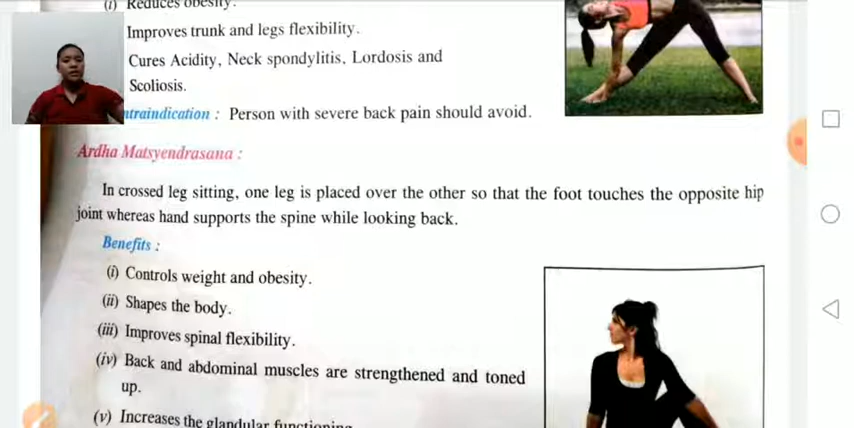 (i) Reduces obesity.
Improves trunk and legs flexibility.
Cures Acidity, Neck spondylitis, Lordosis and
Scoliosis.
ntraindication : Person with severe back pain should avoid.
Ardha Matsyendrasana :
In crossed leg sitting, one leg is placed over the other so that the foot touches the opposite hip
joint whereas hand supports the spine while looking back.
Benefits :
(i) Controls weight and obesity.
(ii) Shapes the body.
(iii) Improves spinal flexibility.
(iv) Back and abdominal muscles are strengthened and toned
up.
(v) Increases the glandular functioning